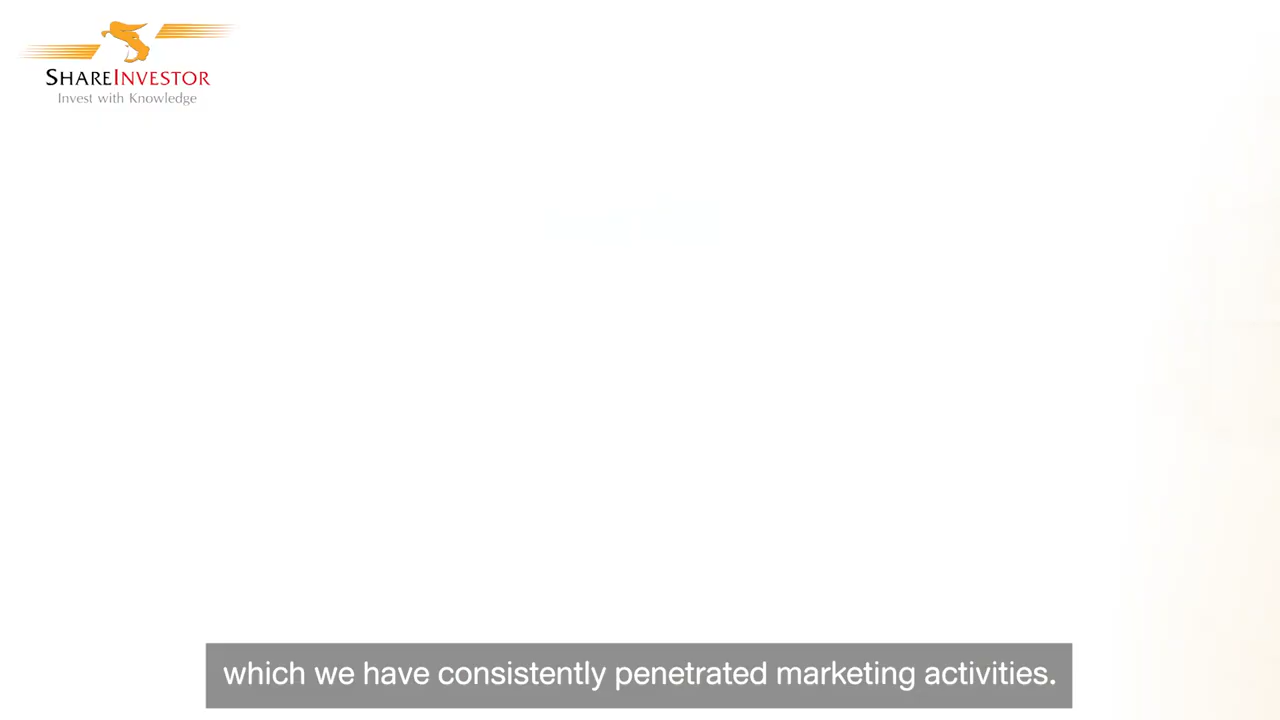 SHAREINVESTOR
Invest with Knowledge
which we have consistently penetrated marketing activities.